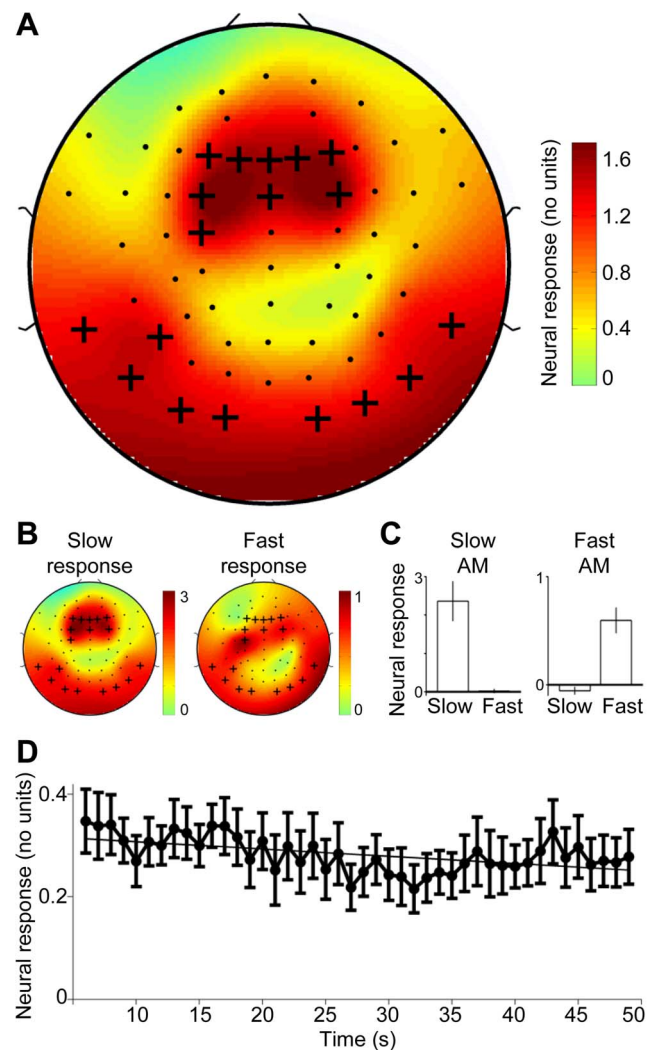 A
Neural response (no units)
1.6
1.2
0.8
0.4
0
B
Slow
response
3
0
Fast
response
1
0
C
Neural response
Slow
AM
3
0
Slow Fast
Fast
AM
1
0
Slow Fast
D
Neural response (no units)
0.4
0.2
0
10 15 20 25 30 35 40 45 50
Time (s)